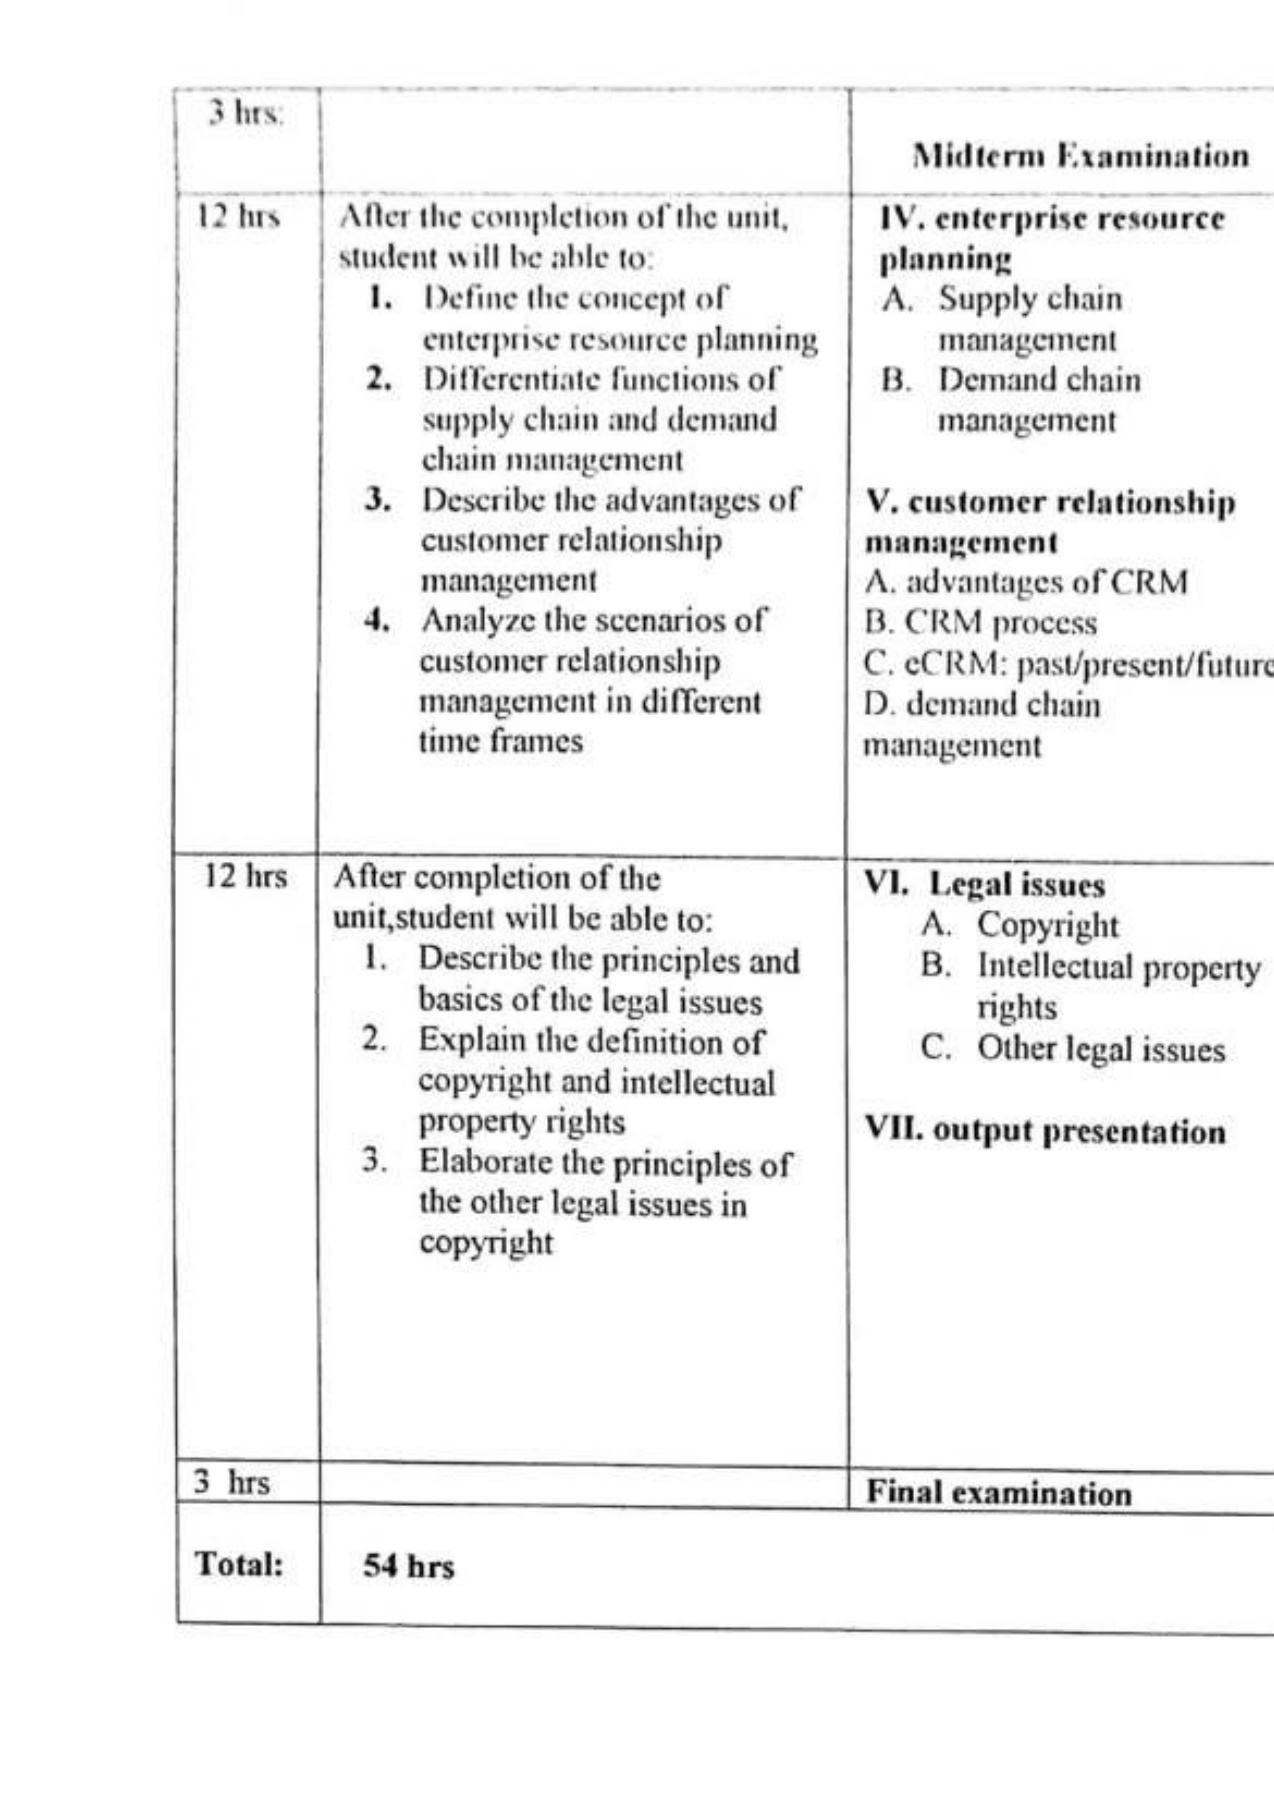 3 hrs:
Midterm Examination
12 hrs
After the completion of the unit,
student will be able to:
1. Define the concept of
enterprise resource planning
2. Differentiate functions of
supply chain and demand
chain management
3. Describe the advantages of
customer relationship
management
4. Analyze the scenarios of
customer relationship
management in different
time frames
IV. enterprise resource
planning
A. Supply chain
management
B. Demand chain
management
V. customer relationship
management
A. advantages of CRM
B. CRM process
C. eCRM: past/present/future
D. demand chain
management
12 hrs
After completion of the
unit,student will be able to:
1. Describe the principles and
basics of the legal issues
2. Explain the definition of
copyright and intellectual
property rights
3. Elaborate the principles of
the other legal issues in
copyright
VI. Legal issues
A. Copyright
B. Intellectual property
rights
C. Other legal issues
VII. output presentation
3 hrs
Final examination
Total:
54 hrs